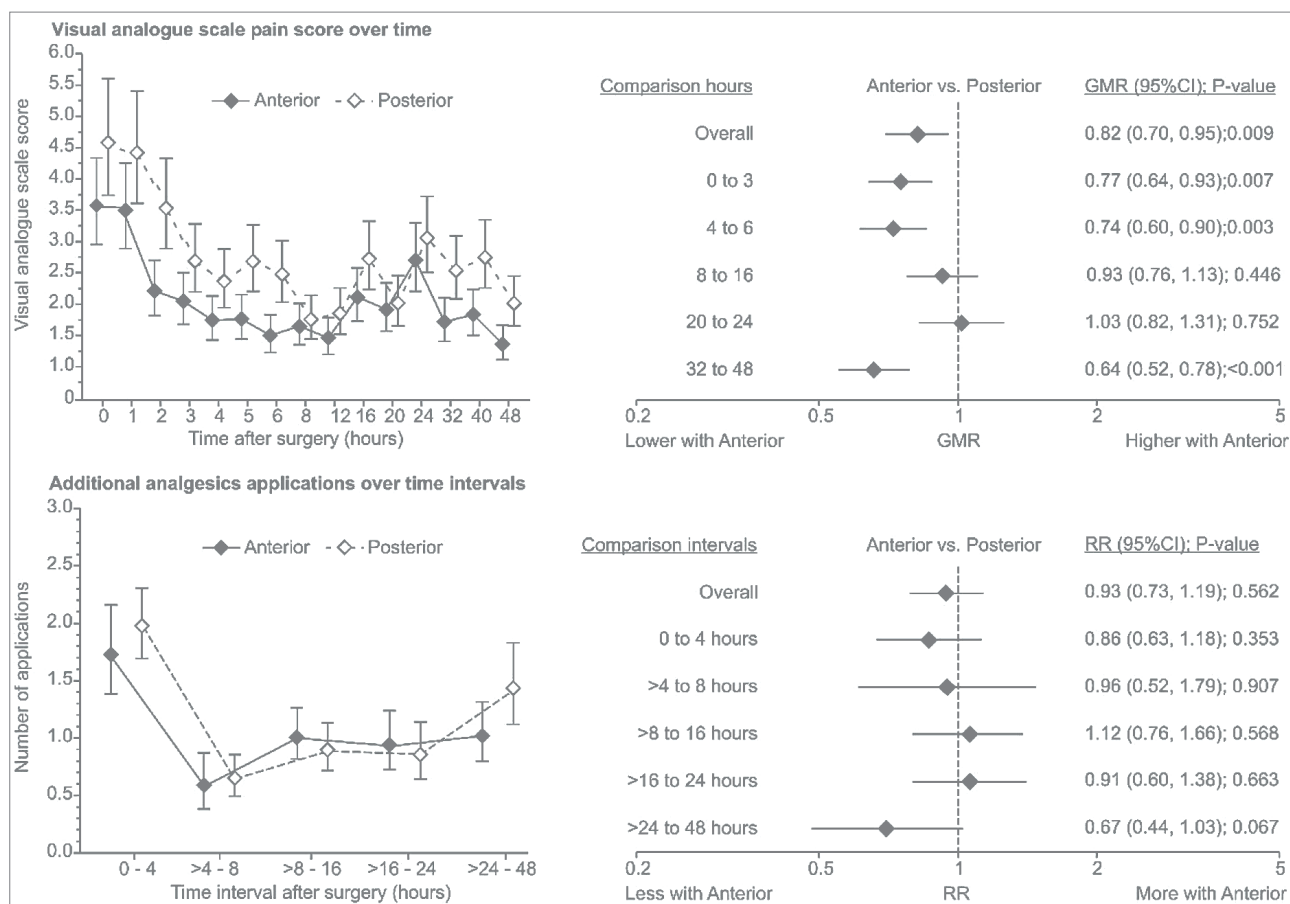 Visual analogue scale pain score over time
6.0
5.5
5.0
4.5
4.0
3.5
3.0
2.5
2.0
1.5
1.0
0
Visual analogue scale score
Anterior Posterior
0 1 2 3 4 5 6 8 12 16 20 24 32 40 48
Time after surgery (hours)
Comparison hours Anterior vs. Posterior GMR (95%CI); P-value
Overall 0.82 (0.70, 0.95);0.009
0 to 3 0.77 (0.64, 0.93);0.007
4 to 6 0.74 (0.60, 0.90);0.003
8 to 16 0.93 (0.76, 1.13); 0.446
20 to 24 1.03 (0.82, 1.31); 0.752
32 to 48 0.64 (0.52, 0.78);<0.001
0.2 0.5 1 2 5
Lower with Anterior GMR Higher with Anterior
Additional analgesics applications over time intervals
3.0
2.5
2.0
1.5
1.0
0.5
0.0
Number of applications
Anterior Posterior
0 - 4 >4 - 8 >8 - 16 >16 - 24 >24 - 48
Time interval after surgery (hours)
Comparison intervals Anterior vs. Posterior RR (95%CI); P-value
Overall 0.93 (0.73, 1.19); 0.562
0 to 4 hours 0.86 (0.63, 1.18); 0.353
>4 to 8 hours 0.96 (0.52, 1.79); 0.907
>8 to 16 hours 1.12 (0.76, 1.66); 0.568
>16 to 24 hours 0.91 (0.60, 1.38); 0.663
>24 to 48 hours 0.67 (0.44, 1.03); 0.067
0.2 0.5 1 2 5
Less with Anterior RR More with Anterior